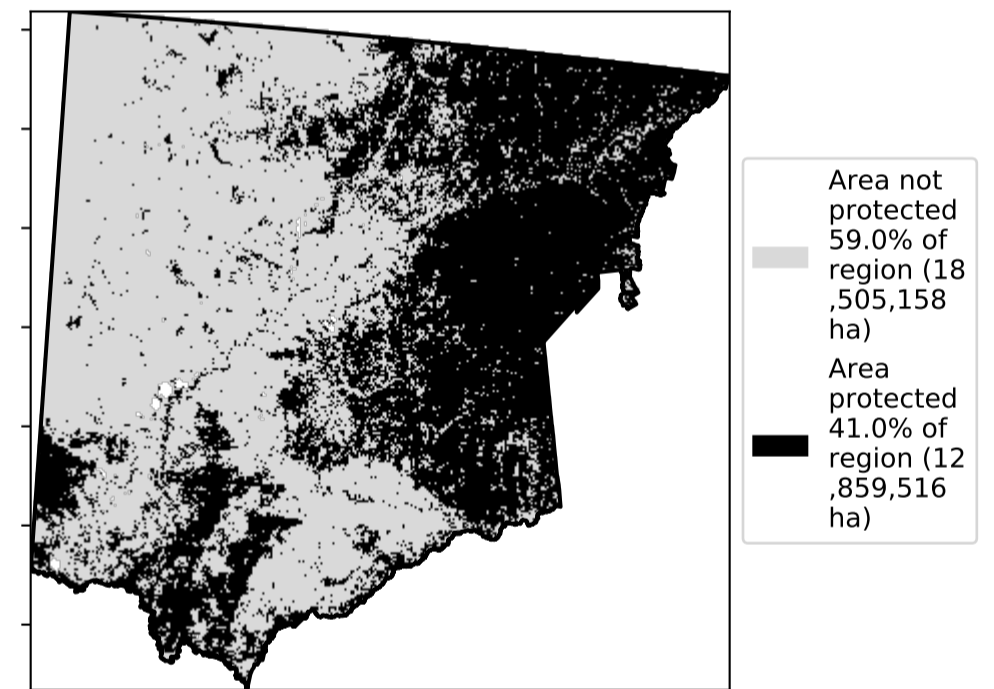 Area not
protected
59.0% of
region (18
,505,158
ha)
Area
protected
41.0% of
region (12
,859,516
ha)